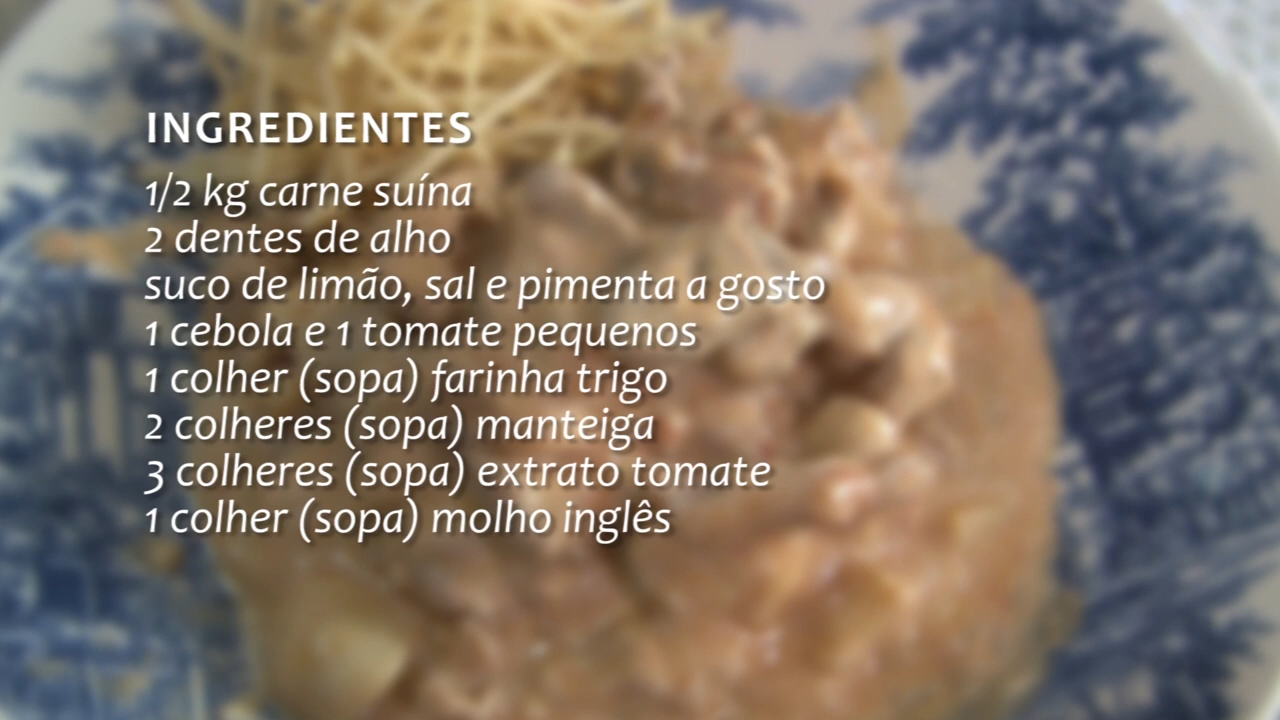 INGREDIENTES
1/2 kg carne suína
2 dentes de alho
suco de limão, sal e pimenta a gosto
1 cebola e 1 tomate pequenos
1 colher (sopa) farinha trigo
2 colheres (sopa) manteiga
3 colheres (sopa) extrato tomate
1 colher (sopa) molho inglês